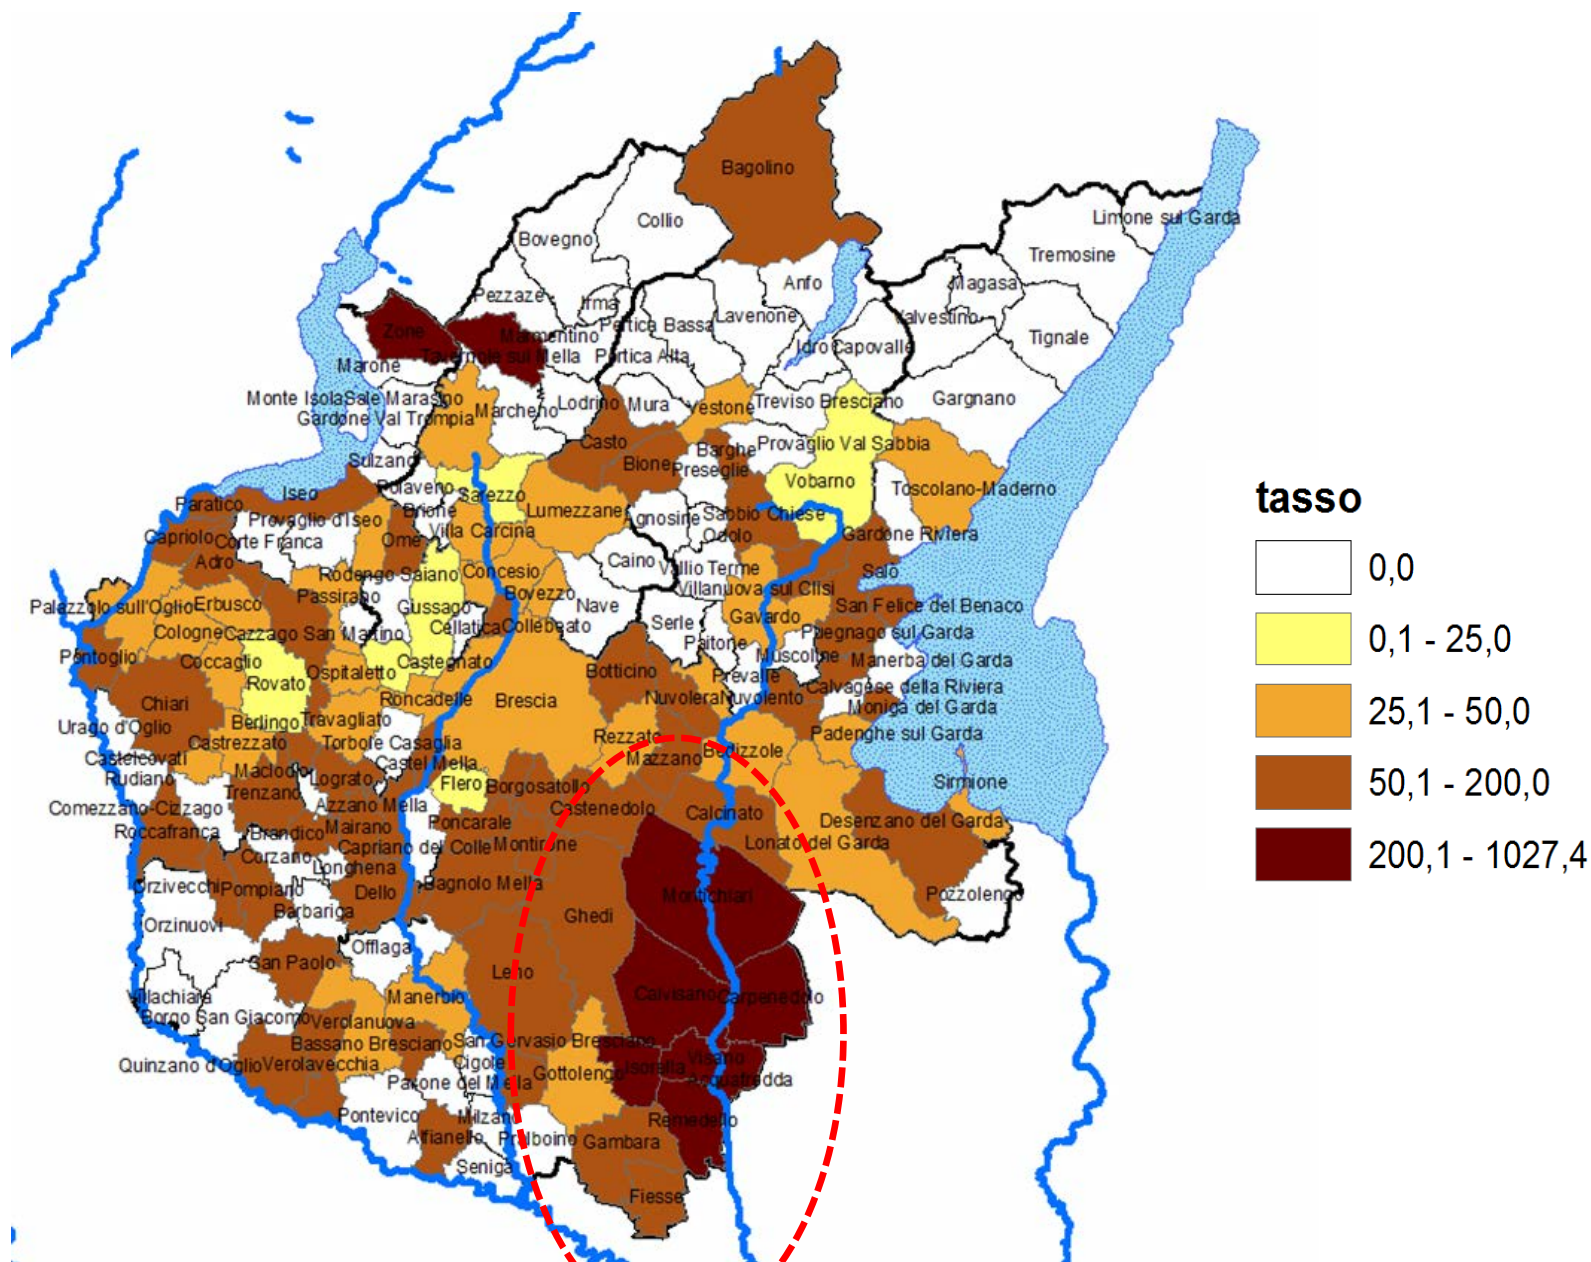 Bagolino
Collio
Limone sul Garda
Bovegno
Tremosine
Anfo
Magasa
Pezzaze
Irma
Pertica Bassa
Lavenone
Valvestino
Zone
Marmentino
Tavernole sul Mella
Pertica Alta
Idro
Capovalle
Tignale
Marone
Monte Isola
Sale Marasino
Gardone Val Trompia
Marcheno
Lodrino
Mura
Vestone
Treviso Bresciano
Gargnano
Casto
Barghe
Provaglio Val Sabbia
Sulzano
Bione
Preseglie
Vobarno
Toscolano-Maderno
Iseo
Polaveno
Sarezzo
Paratico
Provaglio d'Iseo
Brione
Lumezzane
Agnosine
Sabbio Chiese
Villa Carcina
Odolo
Gardone Riviera
Capriolo
Corte Franca
Ome
Adro
Caino
Vallio Terme
Salò
Rodengo Saiano
Concesio
Villanuova sul Clisi
Passirano
Bovezzo
Palazzolo sull'Oglio
Erbusco
Gussago
Nave
San Felice del Benaco
Gavardo
Cologne
Cazzago San Martino
Cellatica
Collebeato
Serle
Puegnago sul Garda
Paitone
Pontoglio
Coccaglio
Castegnato
Muscoline
Manerba del Garda
Ospitaletto
Botticino
Prevalle
Rovato
Calvagese della Riviera
Chiari
Roncadelle
Brescia
Nuvolera
Nuvolento
Moniga del Garda
Urago d'Oglio
Berlingo
Travagliato
Rezzato
Padenghe sul Garda
Castrezzato
Torbole Casaglia
Bedizzole
Castelcovati
Castel Mella
Mazzano
Rudiano
Maclodio
Lograto
Flero
Borgosatollo
Sirmione
Trenzano
Comezzano-Cizzago
Azzano Mella
Castenedolo
Calcinato
Roccafranca
Brandico
Mairano
Poncarale
Desenzano del Garda
Corzano
Capriano del Colle
Montirone
Lonato del Garda
Longhena
Orzivecchi
Pompiano
Dello
Bagnolo Mella
Montichiari
Pozzolengo
Barbariga
Ghedi
Orzinuovi
Offlaga
San Paolo
Leno
Villachiara
Manerbio
Calvisano
Carpenedolo
Borgo San Giacomo
Verolanuova
Bassano Bresciano
San Gervasio Bresciano
Quinzano d'Oglio
Verolavecchia
Cigole
Gottolengo
Isorella
Visano
Acquafredda
Pavone del Mella
Pontevico
Milzano
Remedello
Alfianello
Pralboino
Gambara
Seniga
Fiesse
tasso
0,0
0,1 - 25,0
25,1 - 50,0
50,1 - 200,0
200,1 - 1027,4